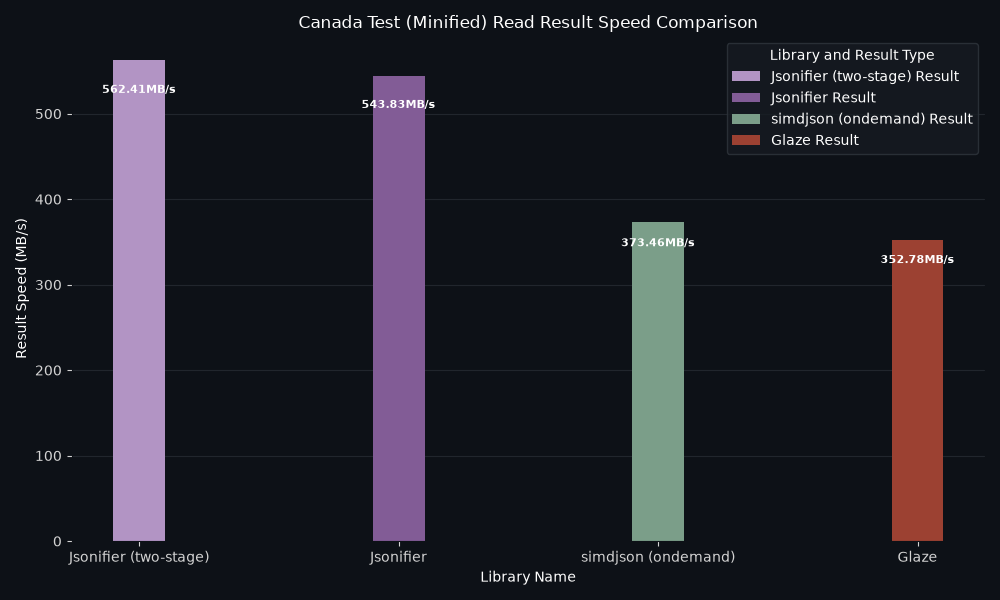 Canada Test (Minified) Read Result Speed Comparison
Library and Result Type
Jsonifier (two-stage) Result
Jsonifier Result
simdjson (ondemand) Result
Glaze Result
562.41MB/s
543.83MB/s
373.46MB/s
352.78MB/s
Result Speed (MB/s)
500
400
300
200
100
0
Jsonifier (two-stage)
Jsonifier
simdjson (ondemand)
Glaze
Library Name